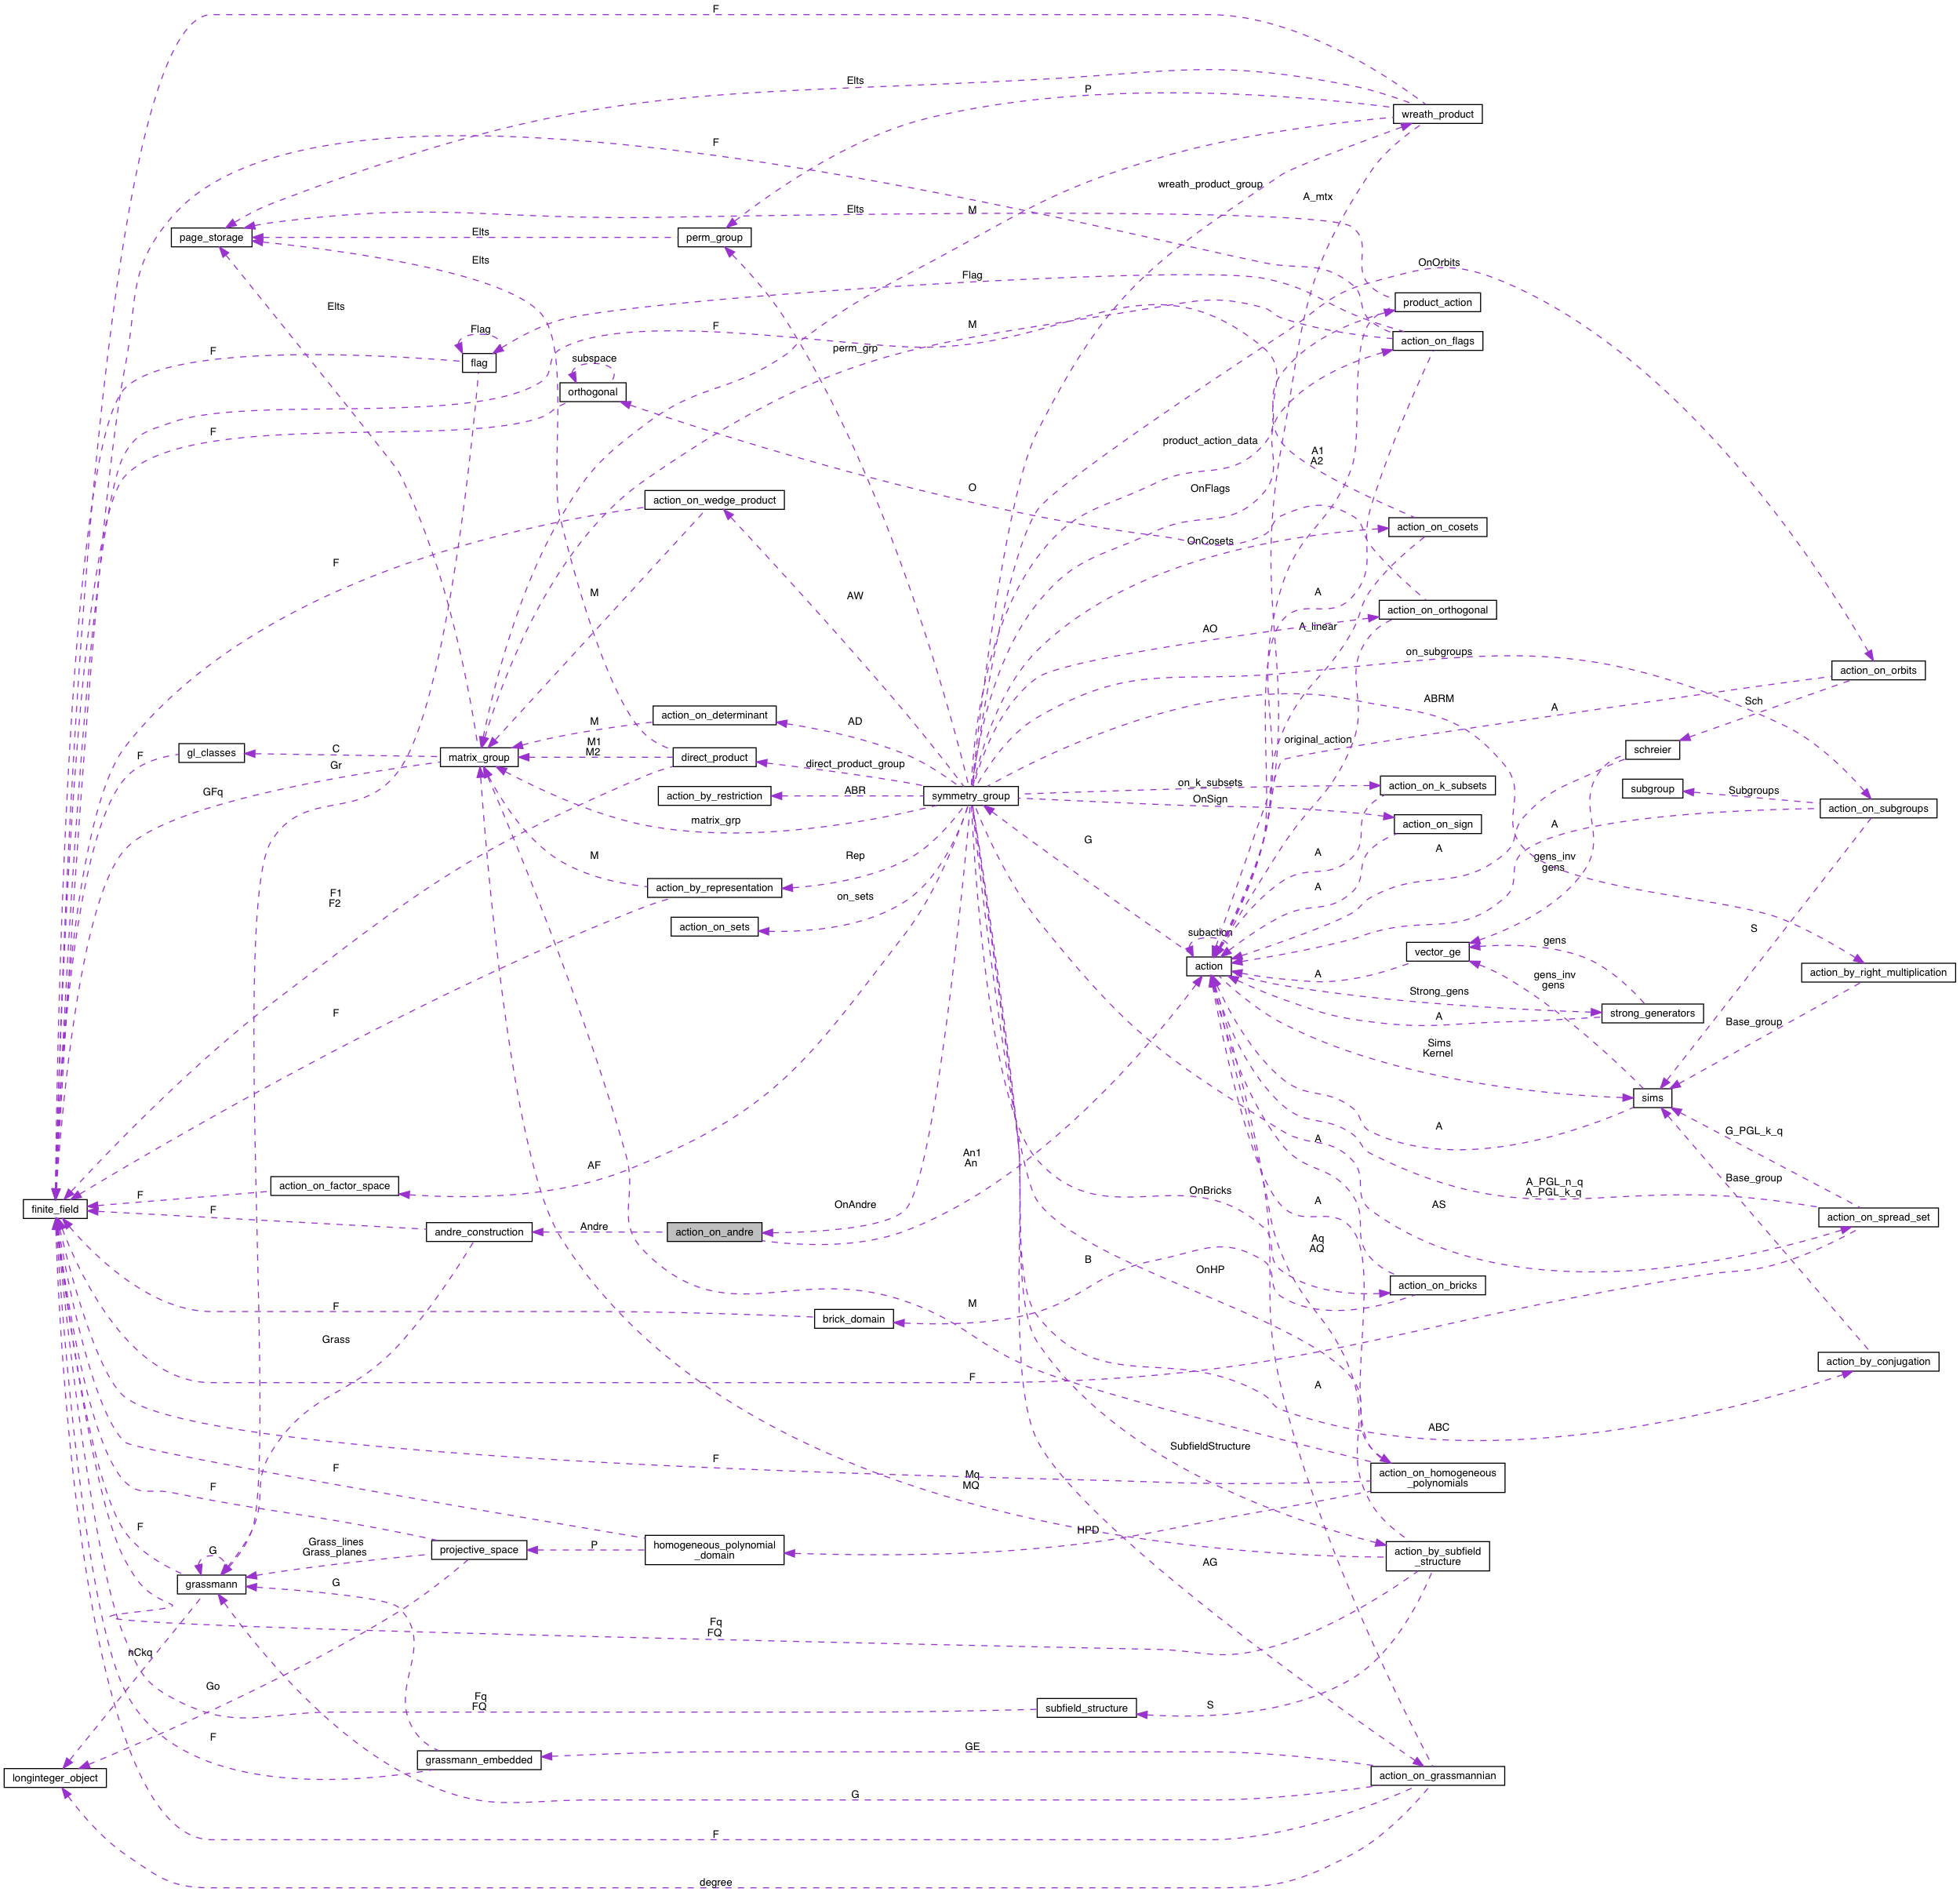 F
Elts
P
wreath_product
F
wreath_product_group
A_mtx
M
Elts
page_storage
Elts
perm_group
Elts
OnOrbits
Flag
product_action
Elts
Flag
F
M
action_on_flags
F
flag
perm_grp
subspace
orthogonal
F
product_action_data
A1
A2
O
OnFlags
action_on_wedge_product
action_on_cosets
OnCosets
F
M
AW
A
action_on_orthogonal
AO
A_linear
on_subgroups
action_on_orbits
ABRM
Sch
A
action_on_determinant
AD
M
original_action
M1
M2
gl_classes
C
F
matrix_group
direct_product
schreier
Gr
direct_product_group
on_k_subsets
action_on_k_subsets
subgroup
Subgroups
GFq
action_by_restriction
ABR
symmetry_group
OnSign
action_on_subgroups
matrix_grp
action_on_sign
A
G
A
A
Rep
M
gens_inv
gens
action_by_representation
A
F1
F2
on_sets
action_on_sets
subaction
S
gens
vector_ge
action
A
gens_inv
gens
action_by_right_multiplication
Strong_gens
strong_generators
F
A
Base_group
Sims
Kernel
sims
A
G_PGL_k_q
A
An1
An
AF
action_on_factor_space
F
Base_group
A_PGL_n_q
A_PGL_k_q
OnBricks
A
AS
OnAndre
finite_field
F
andre_construction
Andre
action_on_andre
action_on_spread_set
Aq
AQ
B
OnHP
action_on_bricks
F
M
brick_domain
Grass
action_by_conjugation
F
A
ABC
SubfieldStructure
F
F
Mq
MQ
action_on_homogeneous
_polynomials
F
F
HPD
Grass_lines
Grass_planes
projective_space
P
homogeneous_polynomial
_domain
G
action_by_subfield
_structure
AG
grassmann
G
Fq
FQ
nCkq
Go
Fq
FQ
subfield_structure
S
F
GE
grassmann_embedded
longinteger_object
action_on_grassmannian
G
F
degree